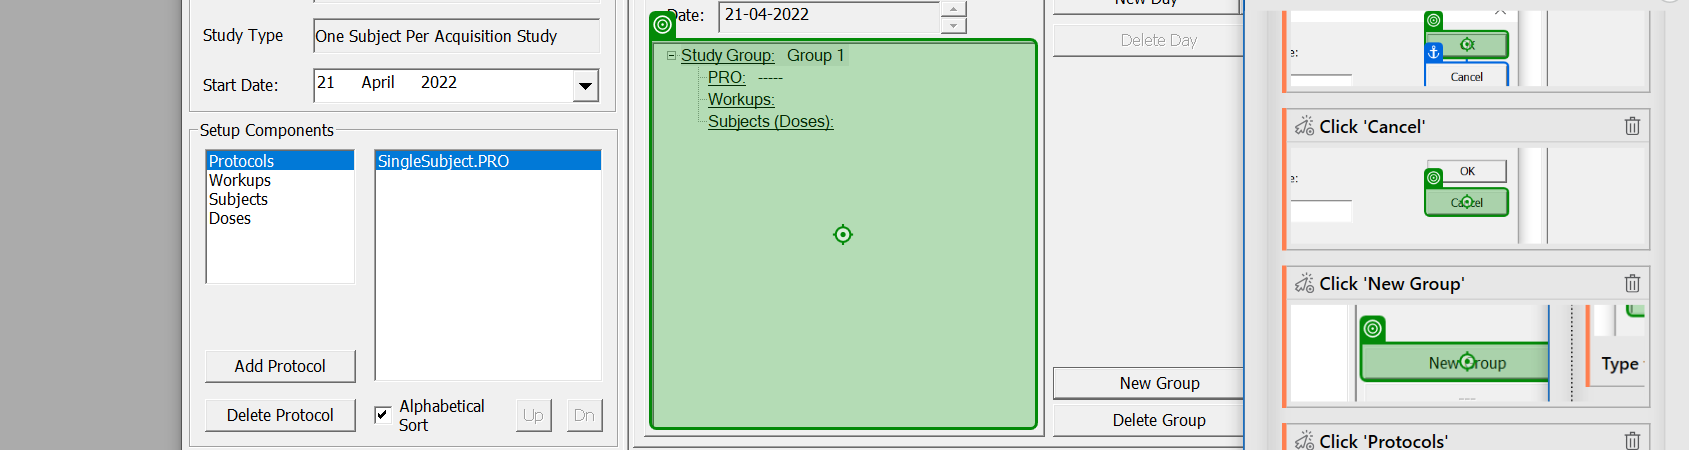 Study Type
One Subject Per Acquisition Study
Start Date:
21 April 2022
Setup Components
Protocols
Workups
Subjects
Doses
SingleSubject.PRO
Add Protocol
Delete Protocol
Alphabetical
Sort
Up
Dn
Date:
21-04-2022
Study Group: Group 1
PRO: -----
Workups:
Subjects (Doses):
New Day
Delete Day
New Group
Delete Group
Cancel
Click 'Cancel'
OK
Cancel
Click 'New Group'
New Group
Type
Click 'Protocols'